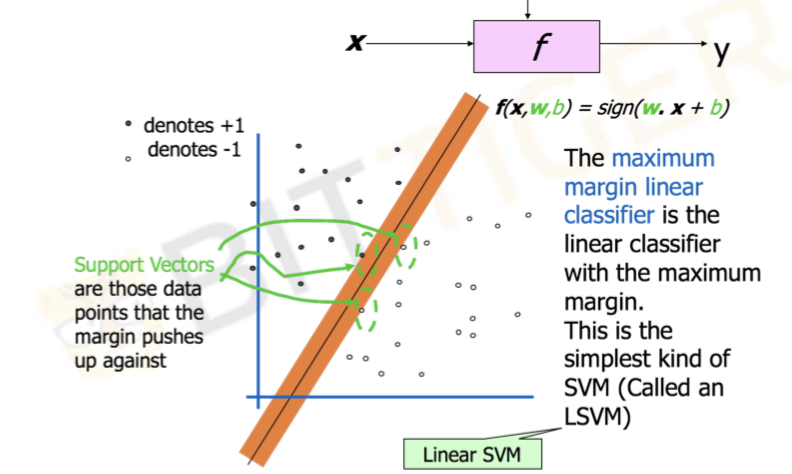 x
f
y
f(x,w,b) = sign(w. x + b)
denotes +1
denotes -1
The maximum
margin linear
classifier is the
linear classifier
with the maximum
margin.
This is the
simplest kind of
SVM (Called an
LSVM)
Support Vectors
are those data
points that the
margin pushes
up against
Linear SVM
BITTIGER